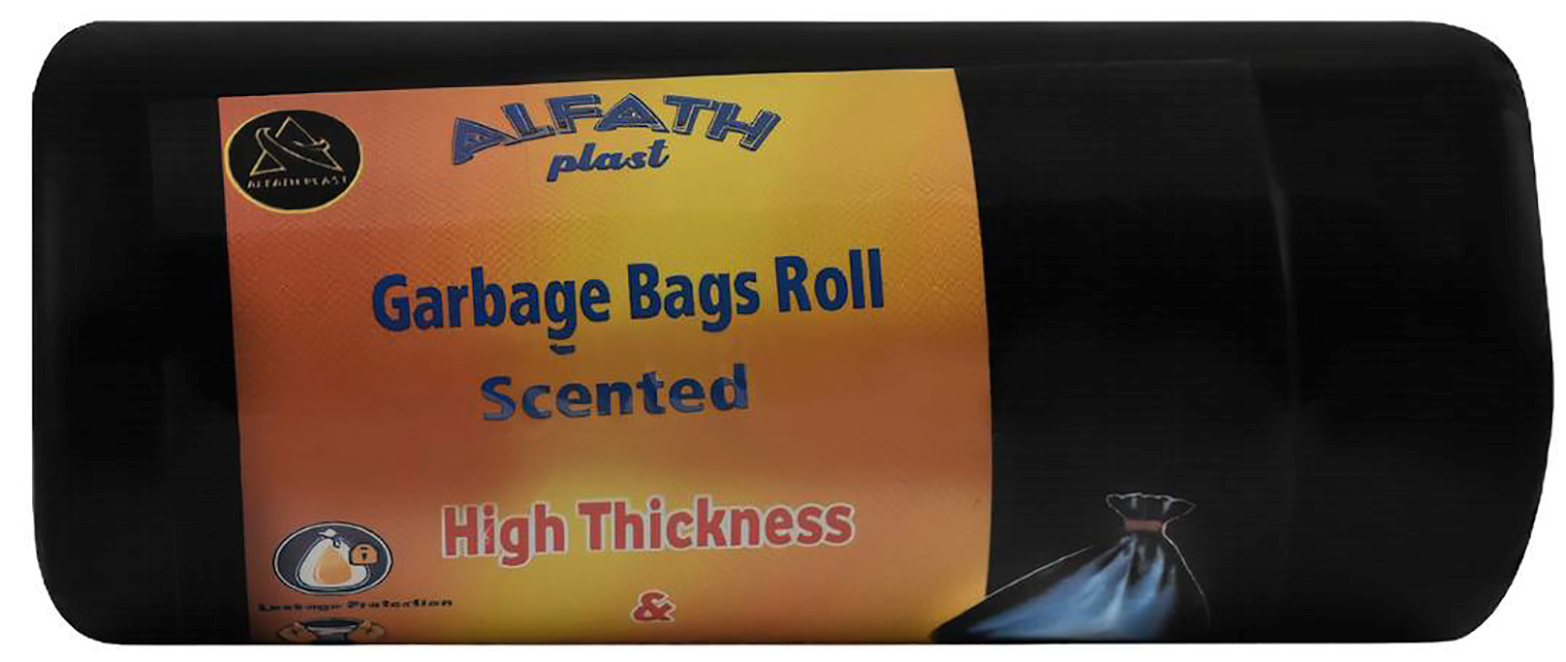 ALFATH
plast
ALFATH PLAST
Garbage Bags Roll
Scented
High Thickness
Leakage Protection
&